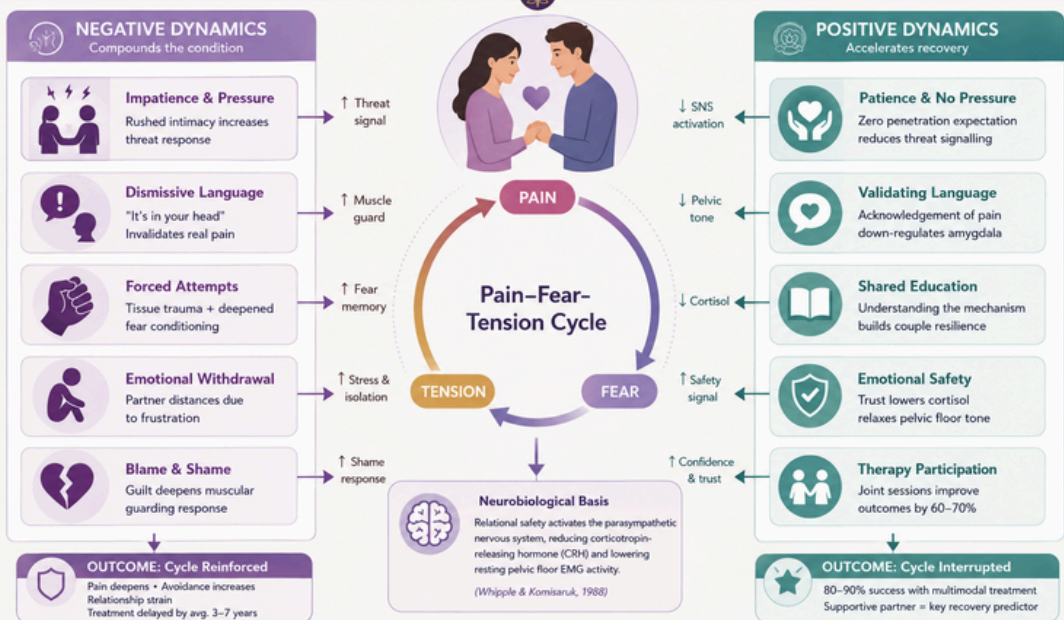 NEGATIVE DYNAMICS
Compounds the condition
Impatience & Pressure
Rushed intimacy increases
threat response
↑ Threat
signal
Dismissive Language
"It's in your head"
Invalidates real pain
↑ Muscle
guard
Forced Attempts
Tissue trauma + deepened
fear conditioning
↑ Fear
memory
Emotional Withdrawal
Partner distances due
to frustration
↑ Stress &
isolation
Blame & Shame
Guilt deepens muscular
guarding response
↑ Shame
response
OUTCOME: Cycle Reinforced
Pain deepens • Avoidance increases
Relationship strain
Treatment delayed by avg. 3–7 years
PAIN
Pain–Fear–
Tension Cycle
TENSION
FEAR
Neurobiological Basis
Relational safety activates the parasympathetic
nervous system, reducing corticotropin-
releasing hormone (CRH) and lowering
resting pelvic floor EMG activity.
(Whipple & Komisaruk, 1988)
POSITIVE DYNAMICS
Accelerates recovery
↓ SNS
activation
Patience & No Pressure
Zero penetration expectation
reduces threat signalling
↓ Pelvic
tone
Validating Language
Acknowledgement of pain
down-regulates amygdala
↓ Cortisol
Shared Education
Understanding the mechanism
builds couple resilience
↑ Safety
signal
Emotional Safety
Trust lowers cortisol
relaxes pelvic floor tone
↑ Confidence
& trust
Therapy Participation
Joint sessions improve
outcomes by 60–70%
OUTCOME: Cycle Interrupted
80–90% success with multimodal treatment
Supportive partner = key recovery predictor